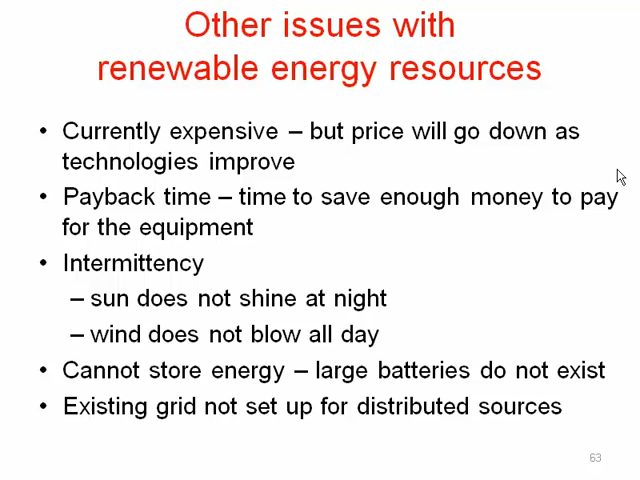 Other issues with
renewable energy resources
• Currently expensive – but price will go down as
technologies improve
• Payback time – time to save enough money to pay
for the equipment
• Intermittency
– sun does not shine at night
– wind does not blow all day
• Cannot store energy – large batteries do not exist
• Existing grid not set up for distributed sources
63